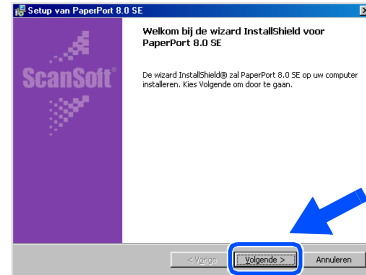 Setup van PaperPort 8.0 SE
Welkom bij de wizard InstallShield voor
PaperPort 8.0 SE
ScanSoft®
De wizard InstallShield® zal PaperPort 8.0 SE op uw computer
installeren. Kies Volgende om door te gaan.
< Vorige Volgende > Annuleren